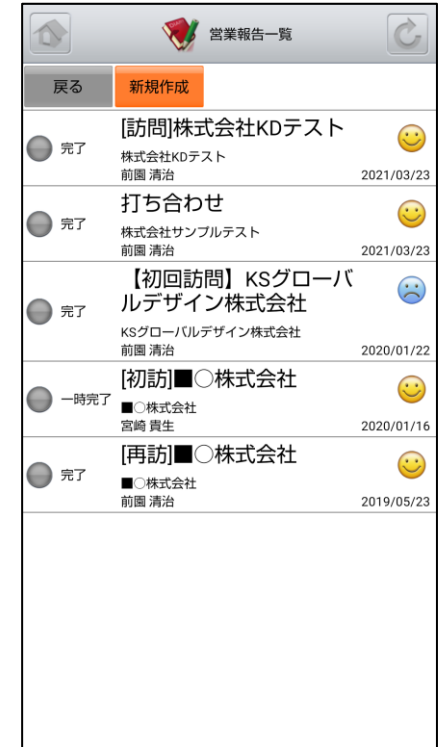 営業報告一覧
戻る
新規作成
[訪問]株式会社KDテスト
完了
株式会社KDテスト
前園 清治
2021/03/23
打ち合わせ
完了
株式会社サンプルテスト
前園 清治
2021/03/23
【初回訪問】KSグローバ
ルデザイン株式会社
完了
KSグローバルデザイン株式会社
前園 清治
2020/01/22
[初訪]■○株式会社
一時完了
■○株式会社
宮崎 貴生
2020/01/16
[再訪]■○株式会社
完了
■○株式会社
前園 清治
2019/05/23